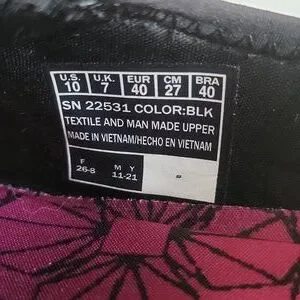 U.S. U.K. EUR CM BRA
10 7 40 27 40
SN 22531 COLOR:BLK
TEXTILE AND MAN MADE UPPER
MADE IN VIETNAM/HECHO EN VIETNAM
F M Y
26-8 11-21